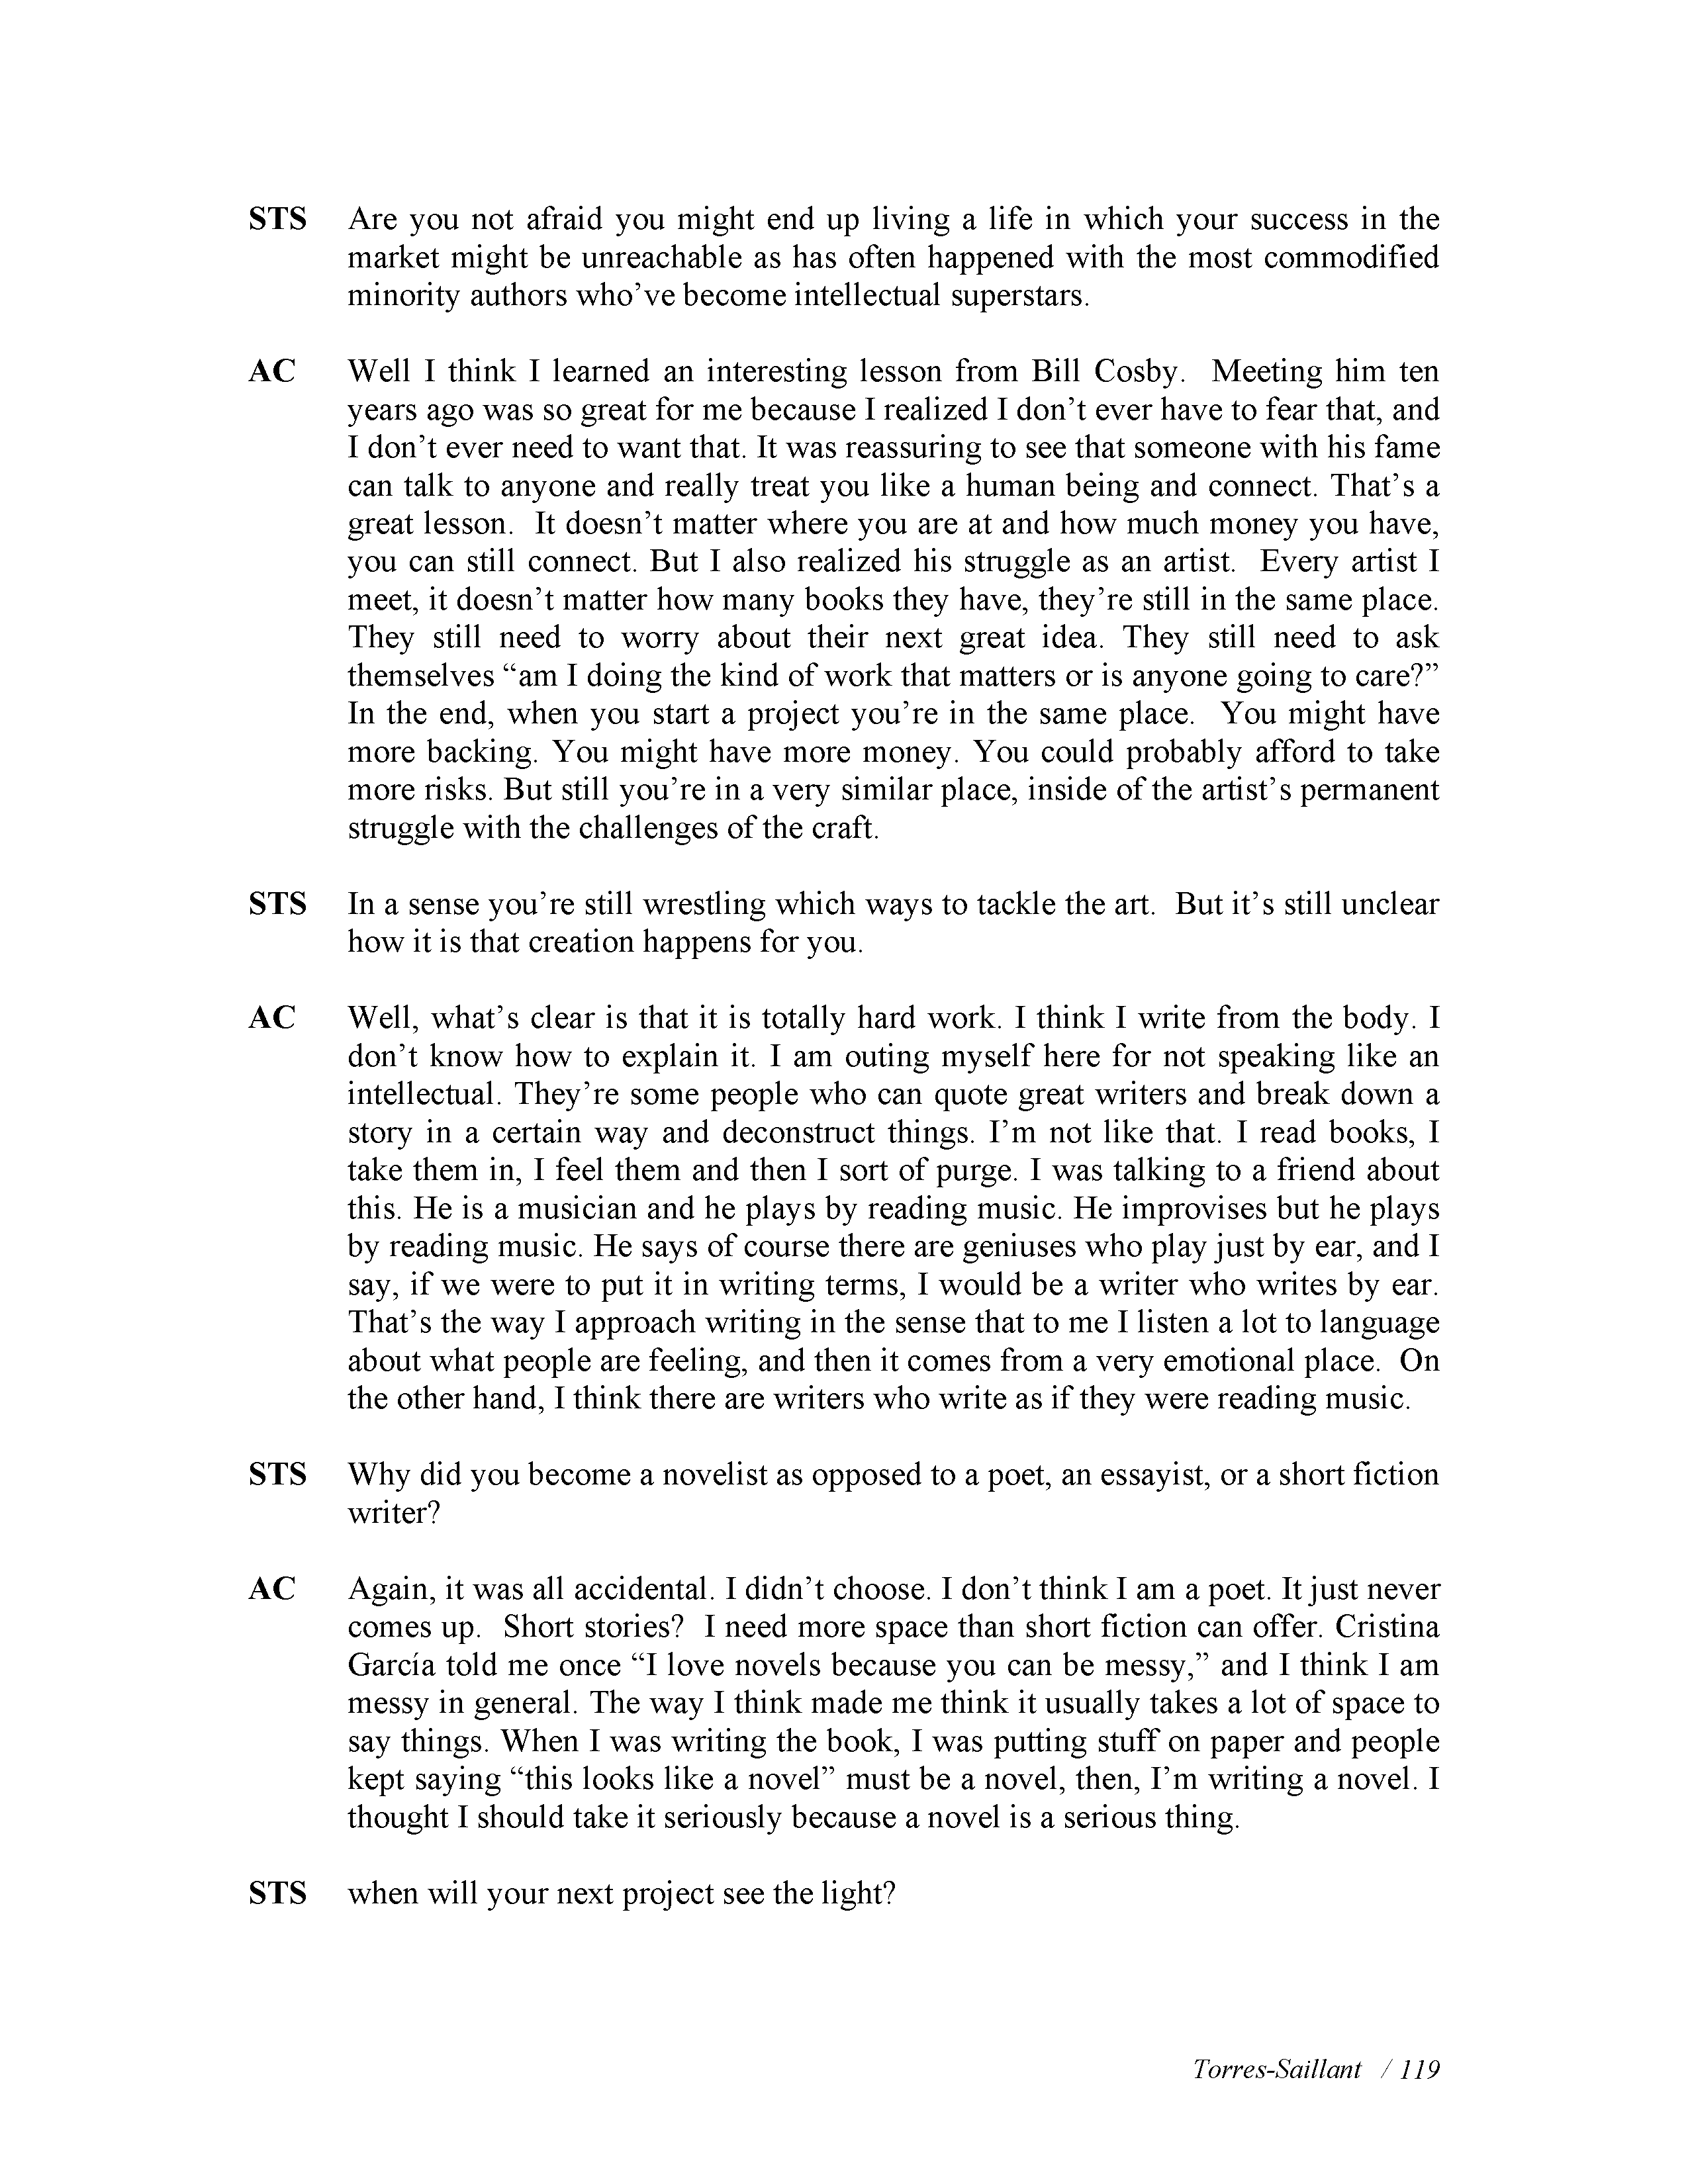 STS Are you not afraid you might end up living a life in which your success in the
market might be unreachable as has often happened with the most commodified
minority authors who’ve become intellectual superstars.
AC Well I think I learned an interesting lesson from Bill Cosby. Meeting him ten
years ago was so great for me because I realized I don’t ever have to fear that, and
I don’t ever need to want that. It was reassuring to see that someone with his fame
can talk to anyone and really treat you like a human being and connect. That’s a
great lesson. It doesn’t matter where you are at and how much money you have,
you can still connect. But I also realized his struggle as an artist. Every artist I
meet, it doesn’t matter how many books they have, they’re still in the same place.
They still need to worry about their next great idea. They still need to ask
themselves “am I doing the kind of work that matters or is anyone going to care?”
In the end, when you start a project you’re in the same place. You might have
more backing. You might have more money. You could probably afford to take
more risks. But still you’re in a very similar place, inside of the artist’s permanent
struggle with the challenges of the craft.
STS In a sense you’re still wrestling which ways to tackle the art. But it’s still unclear
how it is that creation happens for you.
AC Well, what’s clear is that it is totally hard work. I think I write from the body. I
don’t know how to explain it. I am outing myself here for not speaking like an
intellectual. They’re some people who can quote great writers and break down a
story in a certain way and deconstruct things. I’m not like that. I read books, I
take them in, I feel them and then I sort of purge. I was talking to a friend about
this. He is a musician and he plays by reading music. He improvises but he plays
by reading music. He says of course there are geniuses who play just by ear, and I
say, if we were to put it in writing terms, I would be a writer who writes by ear.
That’s the way I approach writing in the sense that to me I listen a lot to language
about what people are feeling, and then it comes from a very emotional place. On
the other hand, I think there are writers who write as if they were reading music.
STS Why did you become a novelist as opposed to a poet, an essayist, or a short fiction
writer?
AC Again, it was all accidental. I didn’t choose. I don’t think I am a poet. It just never
comes up. Short stories? I need more space than short fiction can offer. Cristina
García told me once “I love novels because you can be messy,” and I think I am
messy in general. The way I think made me think it usually takes a lot of space to
say things. When I was writing the book, I was putting stuff on paper and people
kept saying “this looks like a novel” must be a novel, then, I’m writing a novel. I
thought I should take it seriously because a novel is a serious thing.
STS when will your next project see the light?
Torres-Saillant / 119